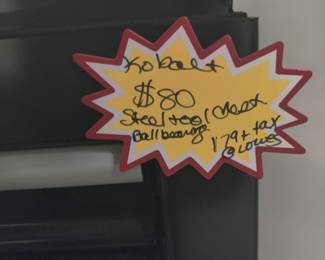 Kobalt
$80
Steel tool chest
Ball bearings
179 + tax
@ Lowes